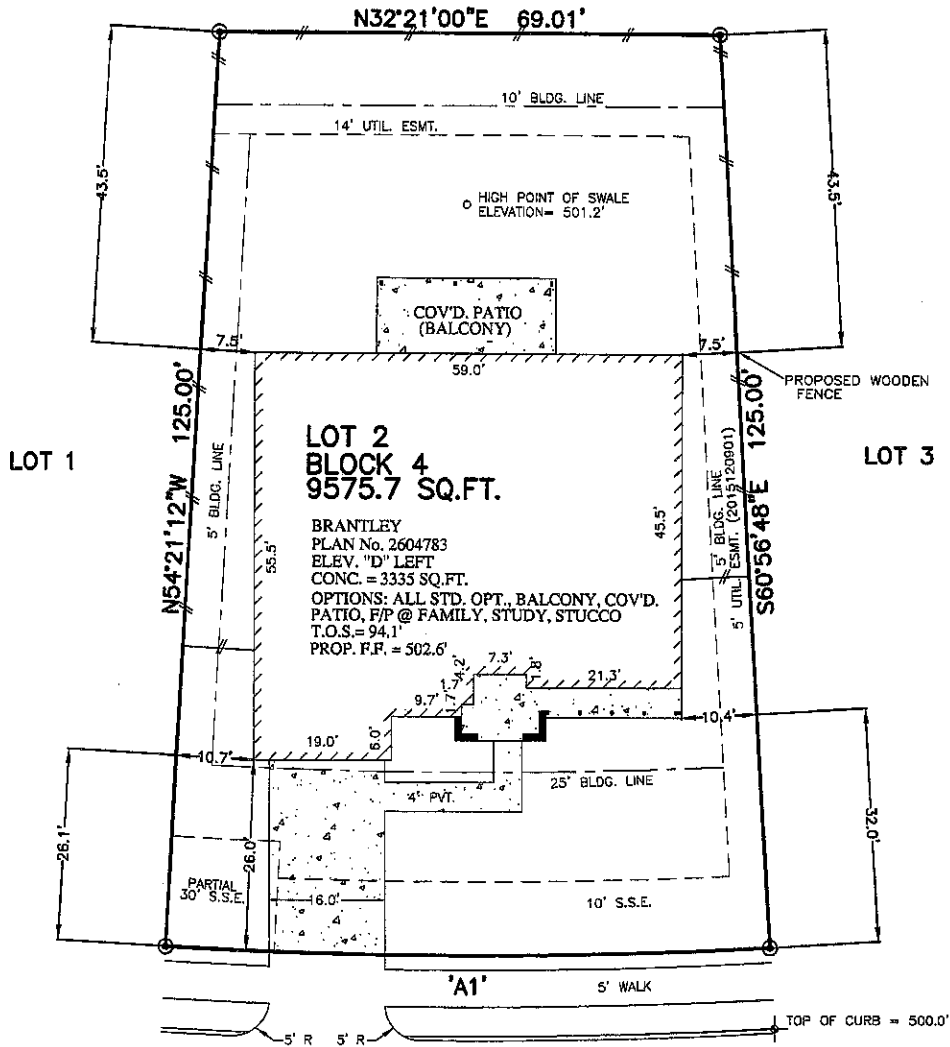 N32°21'00"E 69.01'
10' BLDG. LINE
14' UTIL. ESMT.
43.5'
43.5'
HIGH POINT OF SWALE
ELEVATION= 501.2'
COV'D. PATIO
(BALCONY)
7.5'
7.5'
59.0'
PROPOSED WOODEN
FENCE
LOT 1
LOT 3
N54°21'12"W 125.00'
S60°56'48"E 125.00'
5' BLDG. LINE
5' BLDG. LINE
5' UTIL. ESMT. (2015120901)
55.5'
45.5'
LOT 2
BLOCK 4
9575.7 SQ.FT.
BRANTLEY
PLAN No. 2604783
ELEV. "D" LEFT
CONC. = 3335 SQ.FT.
OPTIONS: ALL STD. OPT., BALCONY, COV'D.
PATIO, F/P @ FAMILY, STUDY, STUCCO
T.O.S.= 94.1'
PROP. F.F. = 502.6'
7.3'
4.2'
1.8'
1.7'
1.7'
21.3'
9.7'
10.4'
19.0'
6.0'
10.7'
25' BLDG. LINE
4' PVT.
26.1'
26.0'
32.0'
PARTIAL
30' S.S.E.
16.0'
10' S.S.E.
'A1'
5' WALK
TOP OF CURB = 500.0'
5' R
5' R